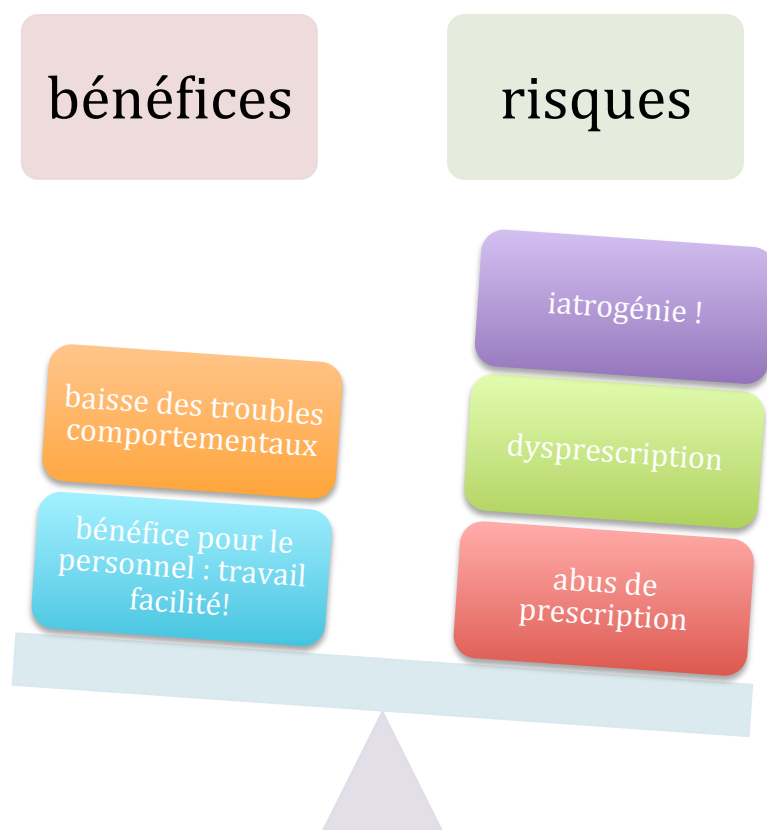 bénéfices
risques
baisse des troubles
comportementaux
bénéfice pour le
personnel : travail
facilité!
iatrogénie !
dysprescription
abus de
prescription